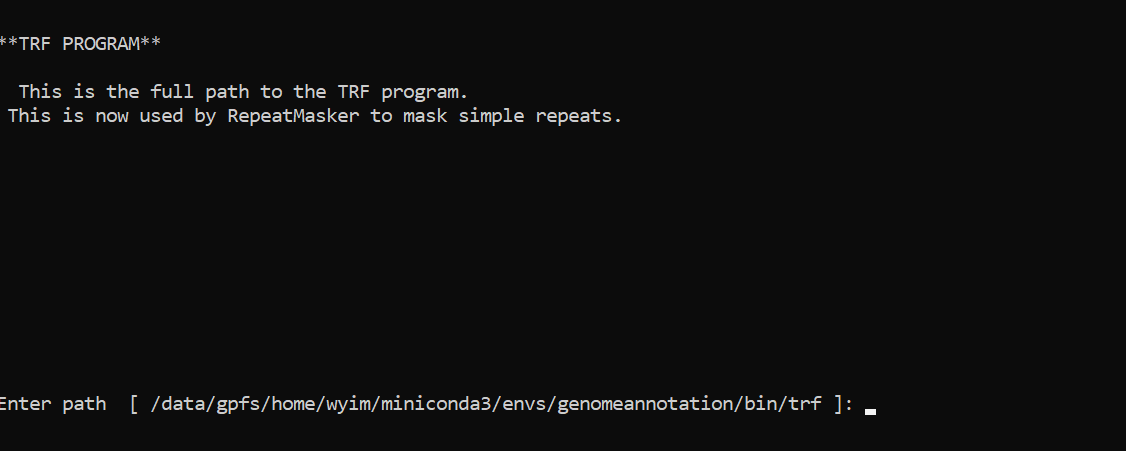 **TRF PROGRAM**
This is the full path to the TRF program.
This is now used by RepeatMasker to mask simple repeats.
Enter path [ /data/gpfs/home/wyim/miniconda3/envs/genomeannotation/bin/trf ]: